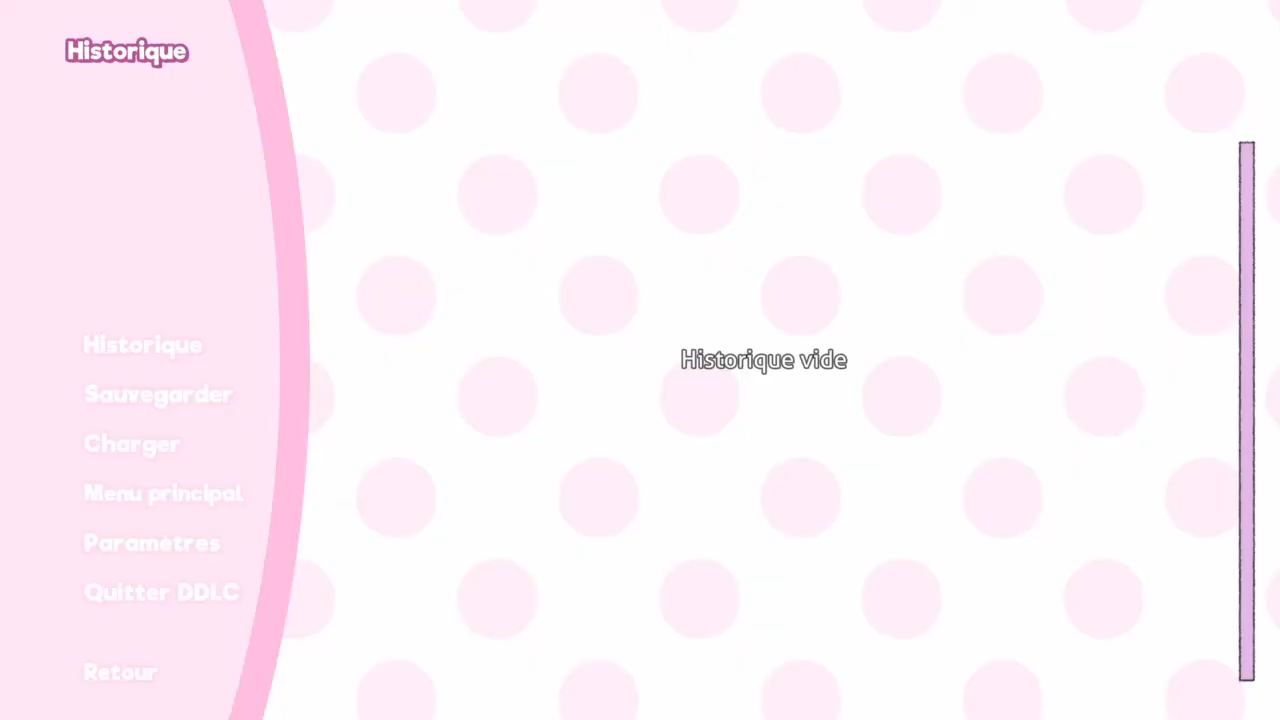 Historique
Historique
Sauvegarder
Charger
Menu principal
Paramètres
Quitter DDLC
Retour
Historique vide